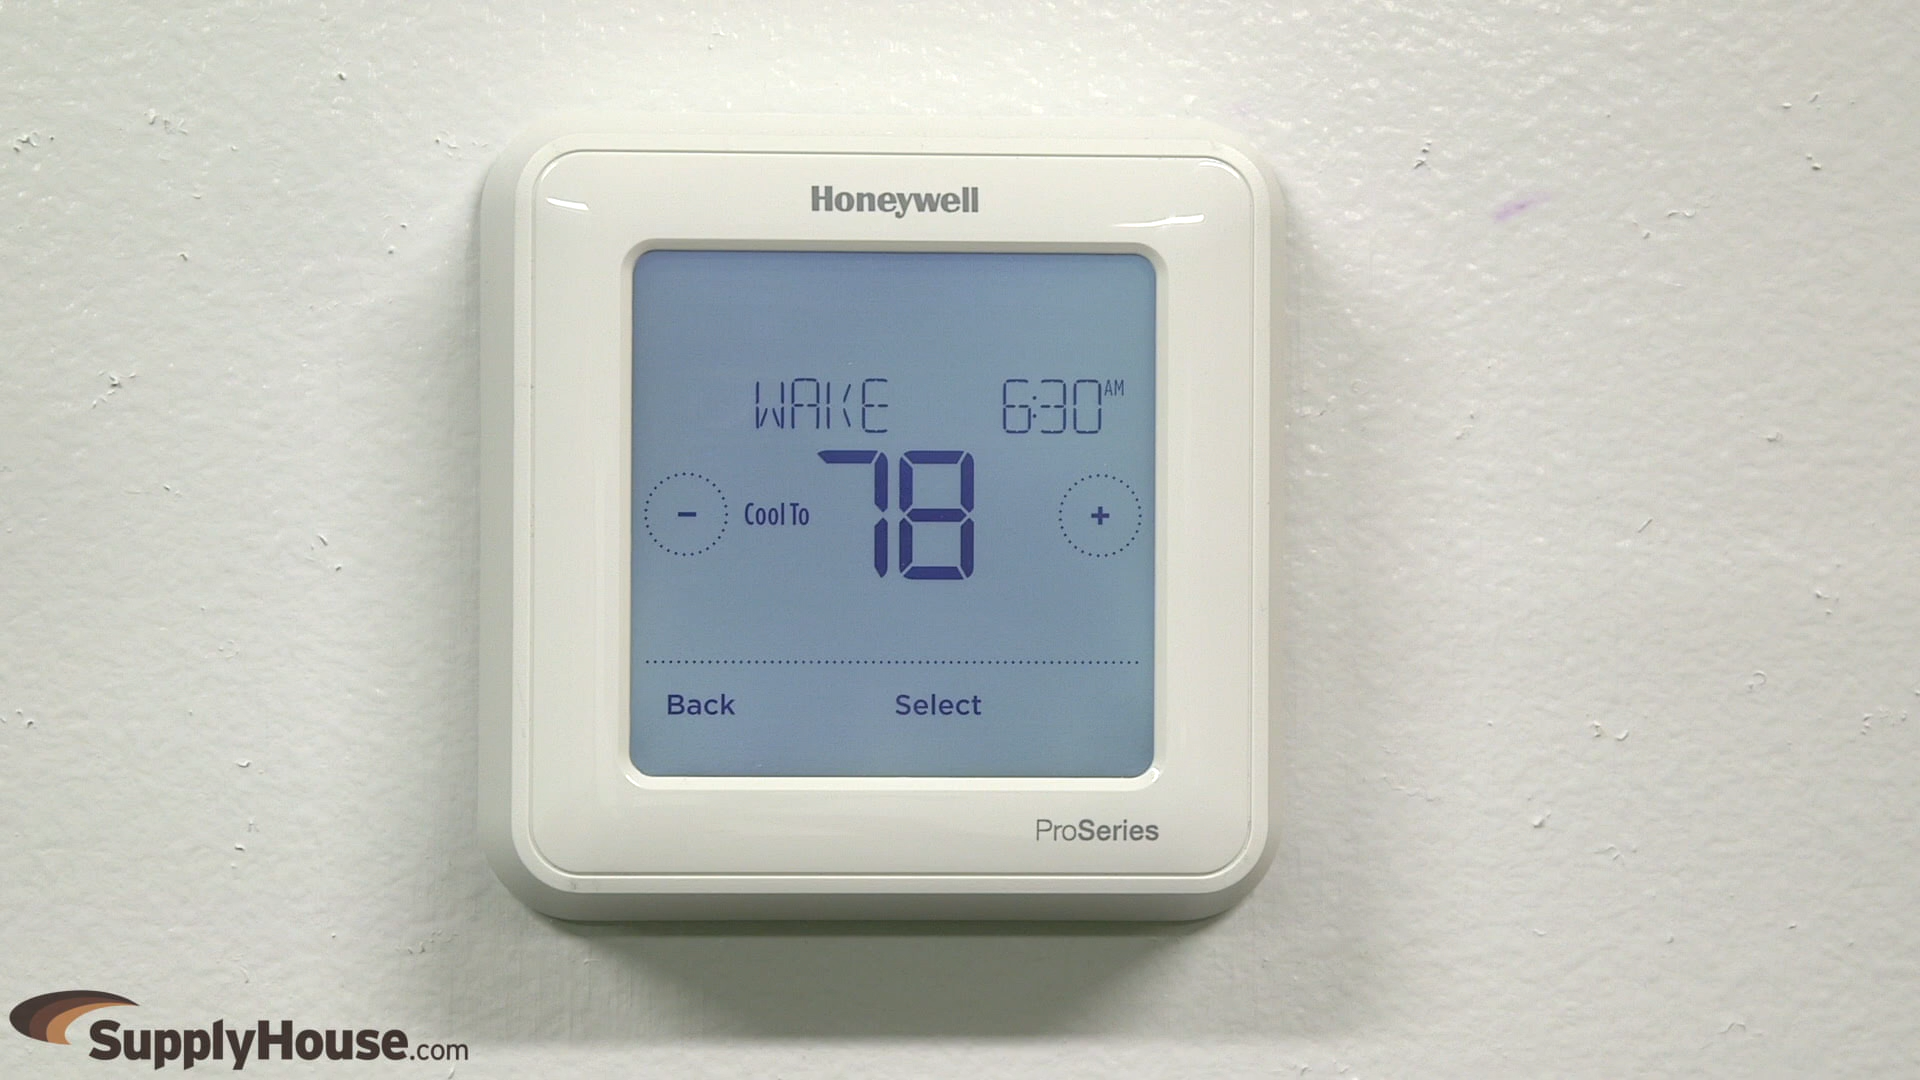 Honeywell
WAKE 6:30 AM
- Cool To 78 +
Back Select
ProSeries
SupplyHouse.com